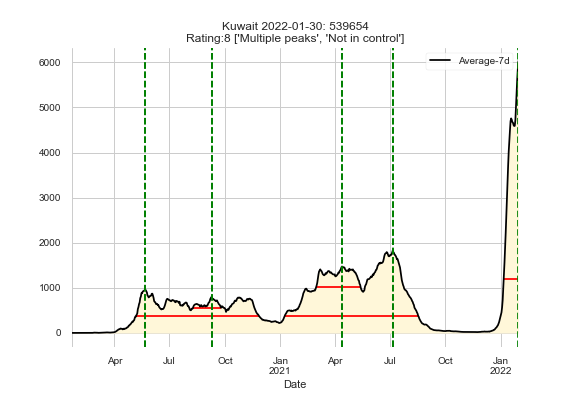 Kuwait 2022-01-30: 539654
Rating:8 ['Multiple peaks', 'Not in control']
Average-7d
6000
5000
4000
3000
2000
1000
0
Apr Jul Oct Jan Apr Jul Oct Jan
2021 2022
Date